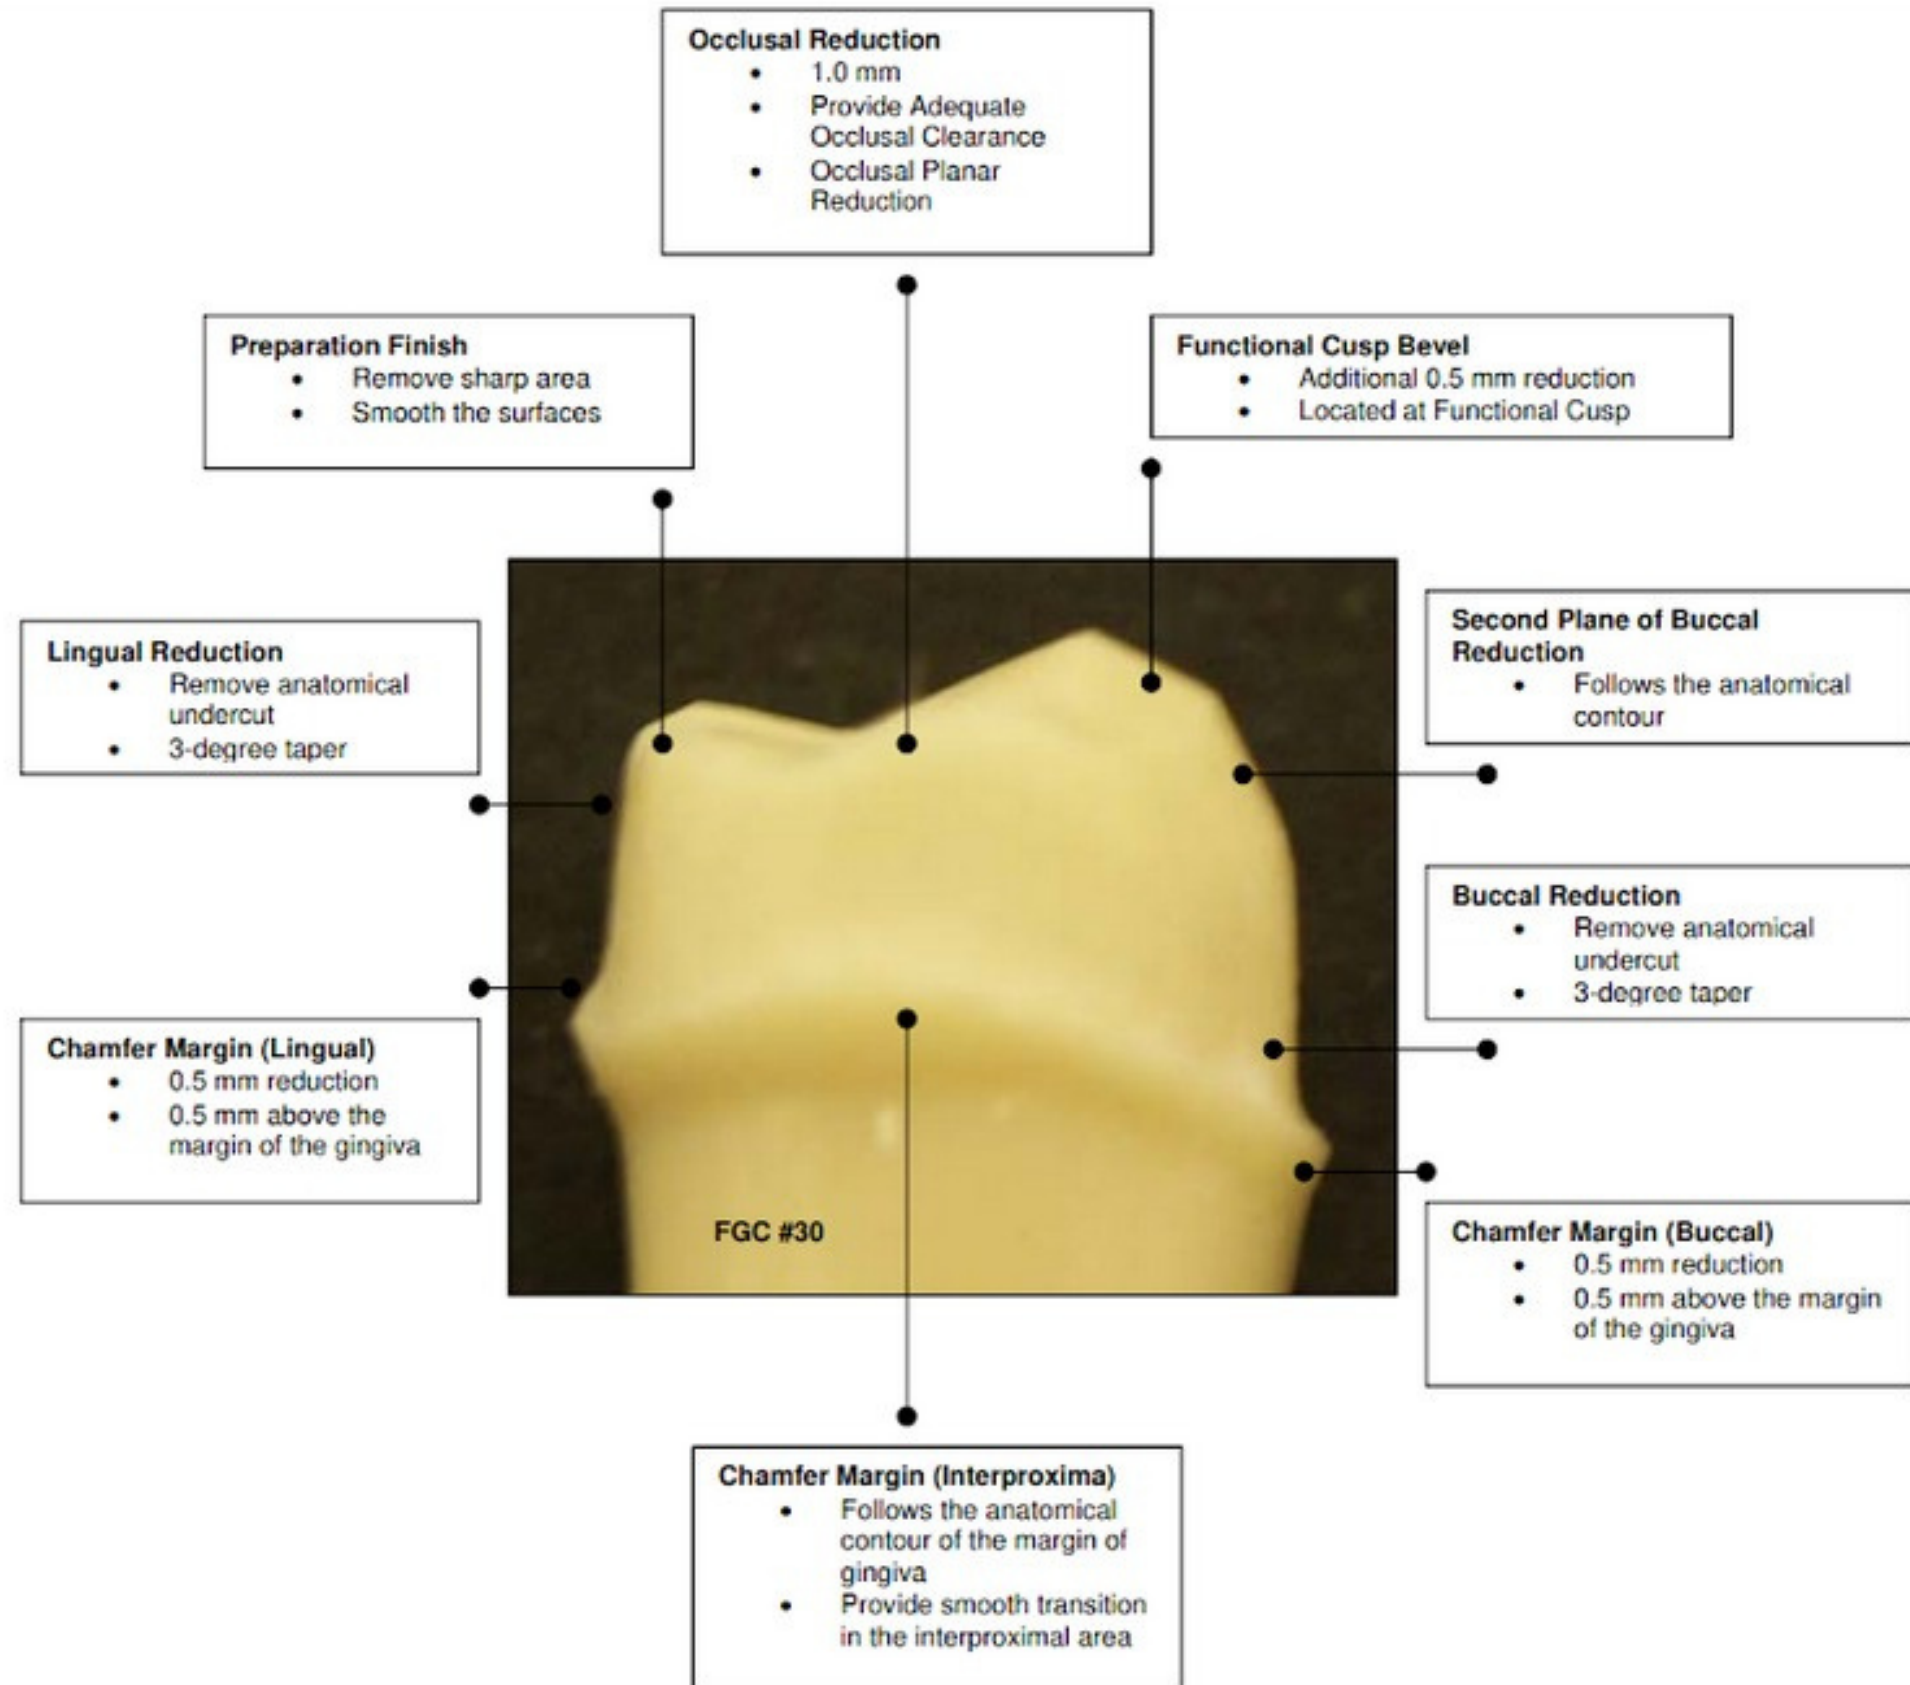 Occlusal Reduction
• 1.0 mm
• Provide Adequate
Occlusal Clearance
• Occlusal Planar
Reduction
Preparation Finish
• Remove sharp area
• Smooth the surfaces
Functional Cusp Bevel
• Additional 0.5 mm reduction
• Located at Functional Cusp
Lingual Reduction
• Remove anatomical
undercut
• 3-degree taper
Second Plane of Buccal
Reduction
• Follows the anatomical
contour
Buccal Reduction
• Remove anatomical
undercut
• 3-degree taper
Chamfer Margin (Lingual)
• 0.5 mm reduction
• 0.5 mm above the
margin of the gingiva
FGC #30
Chamfer Margin (Buccal)
• 0.5 mm reduction
• 0.5 mm above the margin
of the gingiva
Chamfer Margin (Interproxima)
• Follows the anatomical
contour of the margin of
gingiva
• Provide smooth transition
in the interproximal area